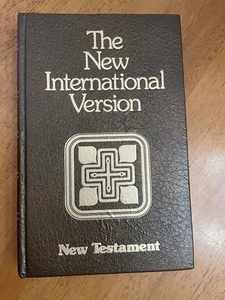 The
New
International
Version
New Testament